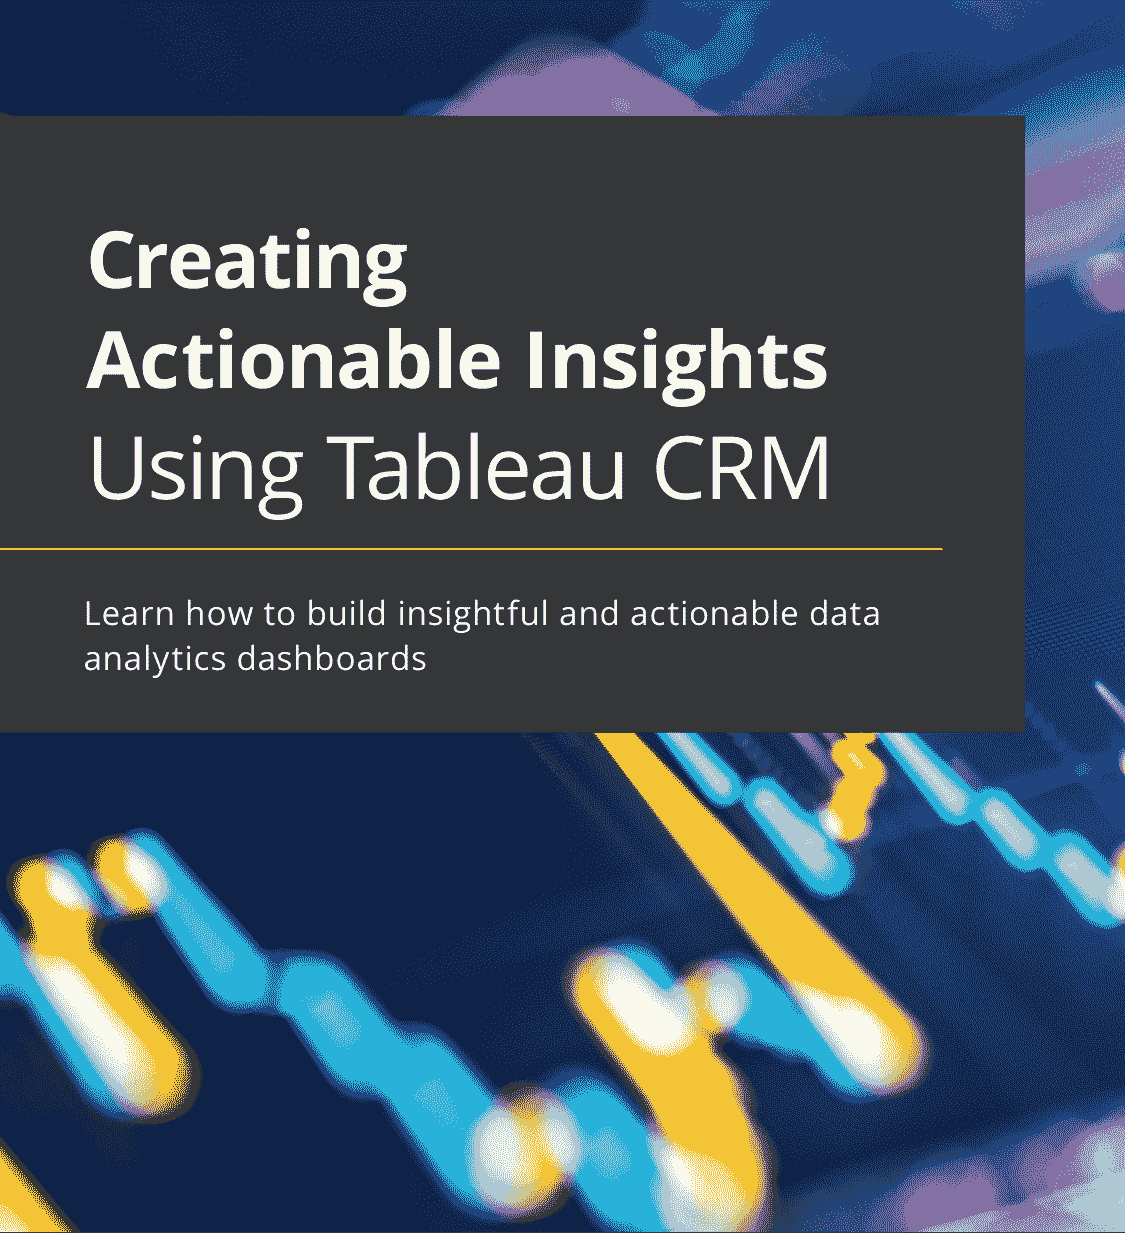 Creating
Actionable Insights
Using Tableau CRM
Learn how to build insightful and actionable data
analytics dashboards